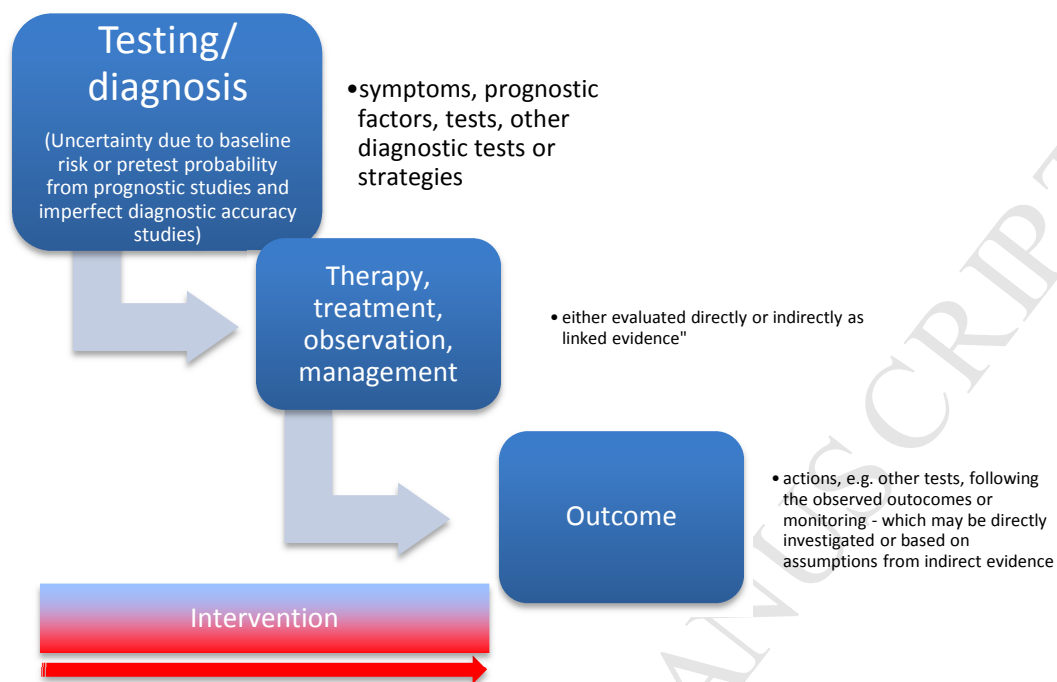 Testing/
diagnosis
(Uncertainty due to baseline
risk or pretest probability
from prognostic studies and
imperfect diagnostic accuracy
studies)
•symptoms, prognostic
factors, tests, other
diagnostic tests or
strategies
Therapy,
treatment,
observation,
management
• either evaluated directly or indirectly as
linked evidence"
Outcome
• actions, e.g. other tests, following
the observed outocomes or
monitoring - which may be directly
investigated or based on
assumptions from indirect evidence
Intervention
ANUSCRIPT